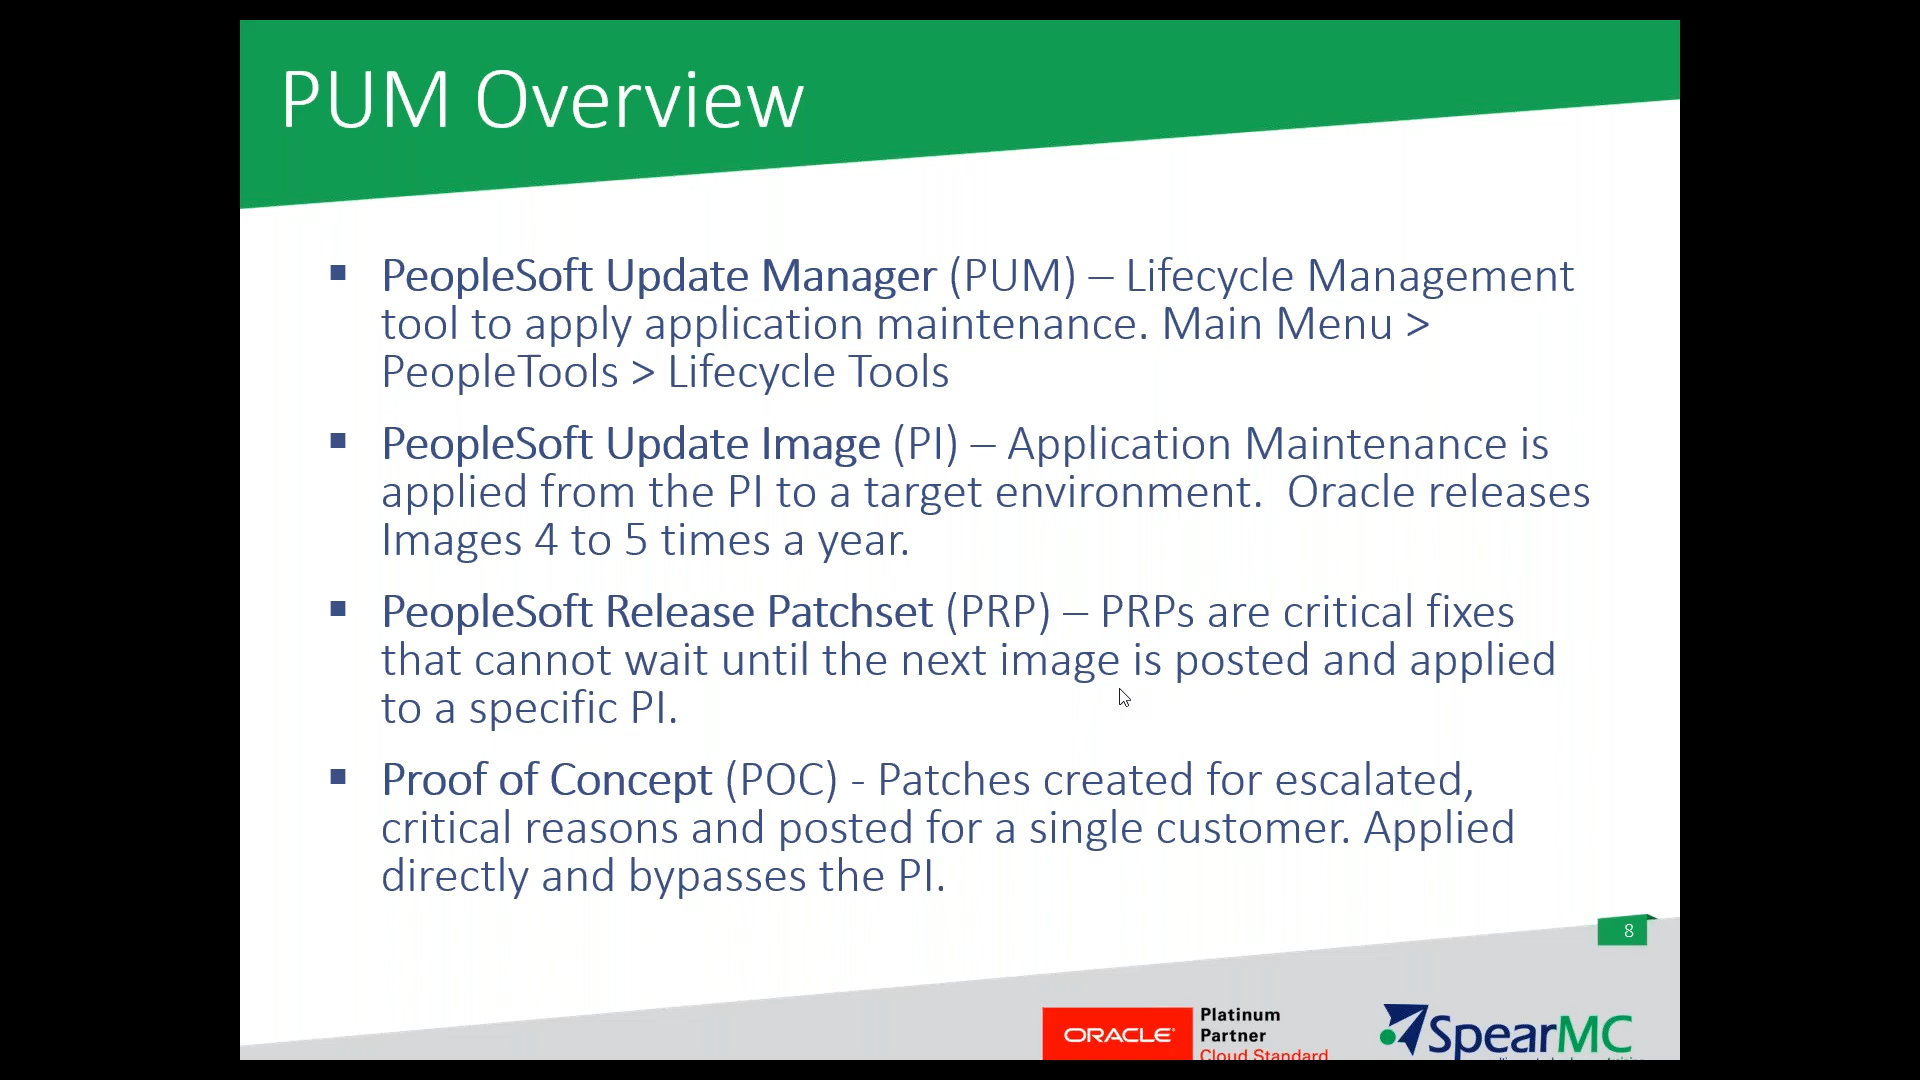 PUM Overview
▪ PeopleSoft Update Manager (PUM) – Lifecycle Management
tool to apply application maintenance. Main Menu >
PeopleTools > Lifecycle Tools
▪ PeopleSoft Update Image (PI) – Application Maintenance is
applied from the PI to a target environment.  Oracle releases
Images 4 to 5 times a year.
▪ PeopleSoft Release Patchset (PRP) – PRPs are critical fixes
that cannot wait until the next image is posted and applied
to a specific PI.
▪ Proof of Concept (POC) - Patches created for escalated,
critical reasons and posted for a single customer. Applied
directly and bypasses the PI.
8
ORACLE
Platinum
Partner
Cloud Standard
SpearMC